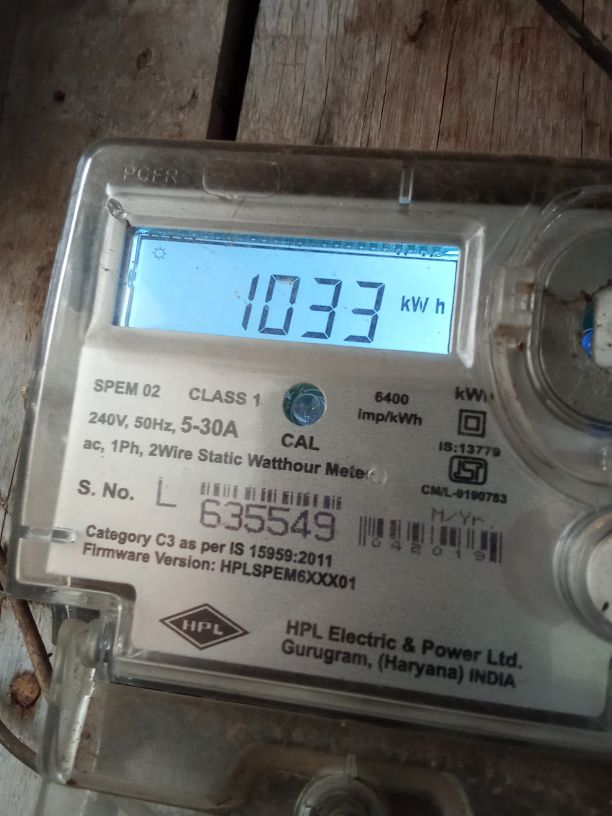 PCFR
1033 kWh
SPEM 02 CLASS 1
6400 imp/kWh
240V, 50Hz, 5-30A
CAL
ac, 1Ph, 2Wire Static Watthour Meter
IS:13779
ISI
CM/L-9190783
S. No. L 635549
M/Yr.
042019
Category C3 as per IS 15959:2011
Firmware Version: HPLSPEM6XXX01
HPL
HPL Electric & Power Ltd.
Gurugram, (Haryana) INDIA